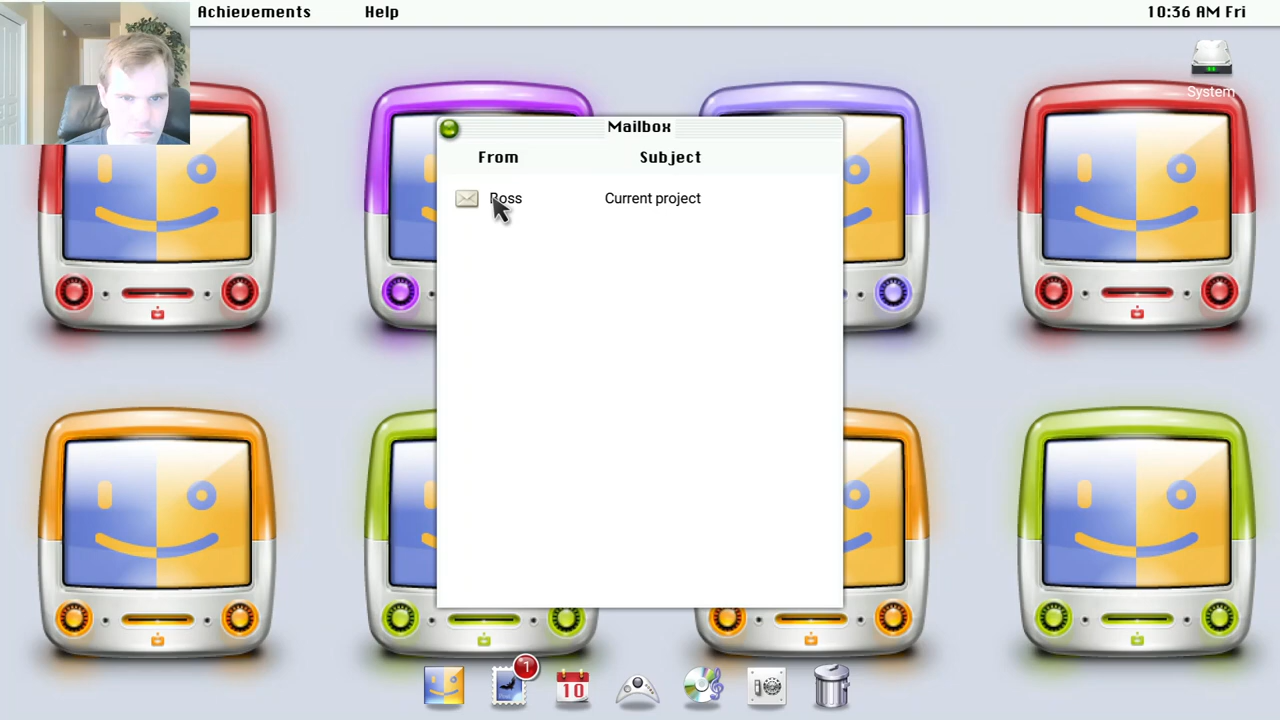 Achievements Help 10:36 AM Fri
System
Mailbox
From Subject
Ross Current project
1
10